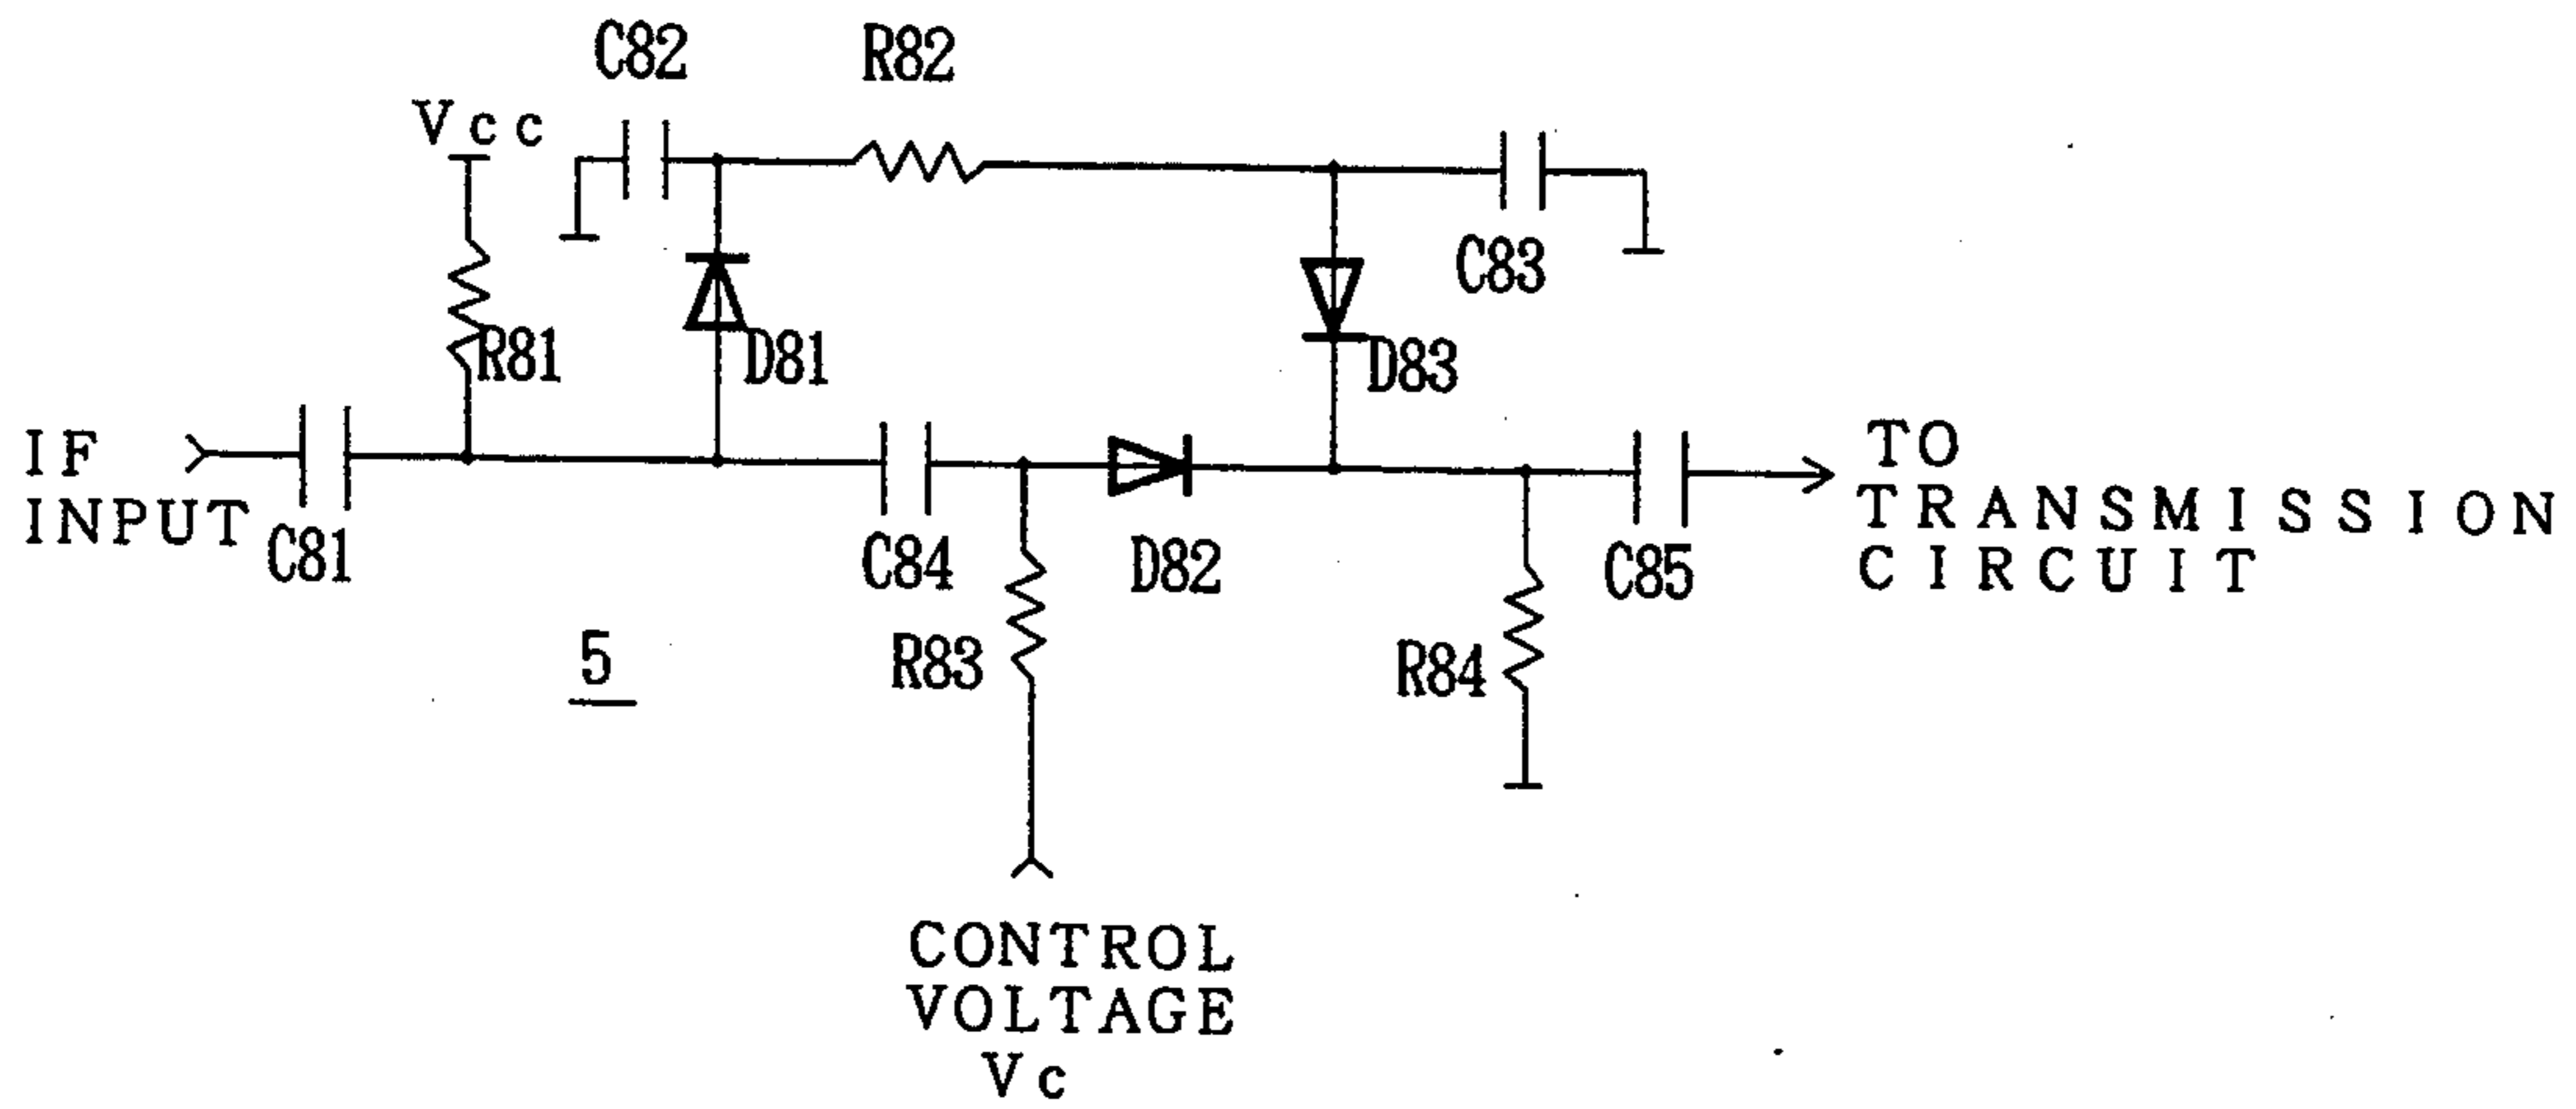 C82
R82
Vcc
C83
R81
D81
D83
IF
INPUT
C81
C84
D82
C85
TO
TRANSMISSION
CIRCUIT
5
R83
R84
CONTROL
VOLTAGE
Vc